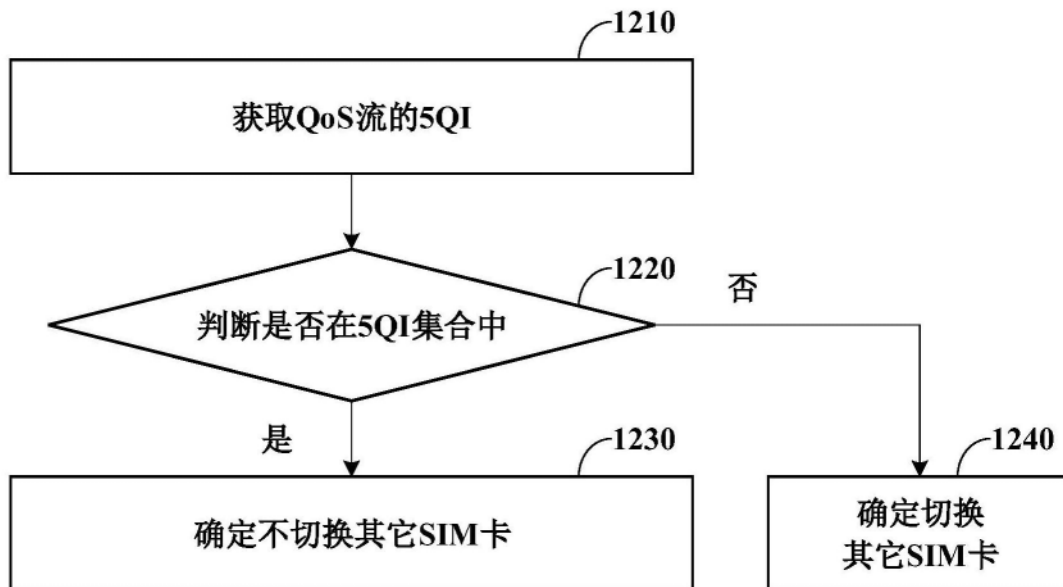 1210
获取QoS流的5QI
1220
否
判断是否在5QI集合中
是
1230
1240
确定不切换其它SIM卡
确定切换
其它SIM卡